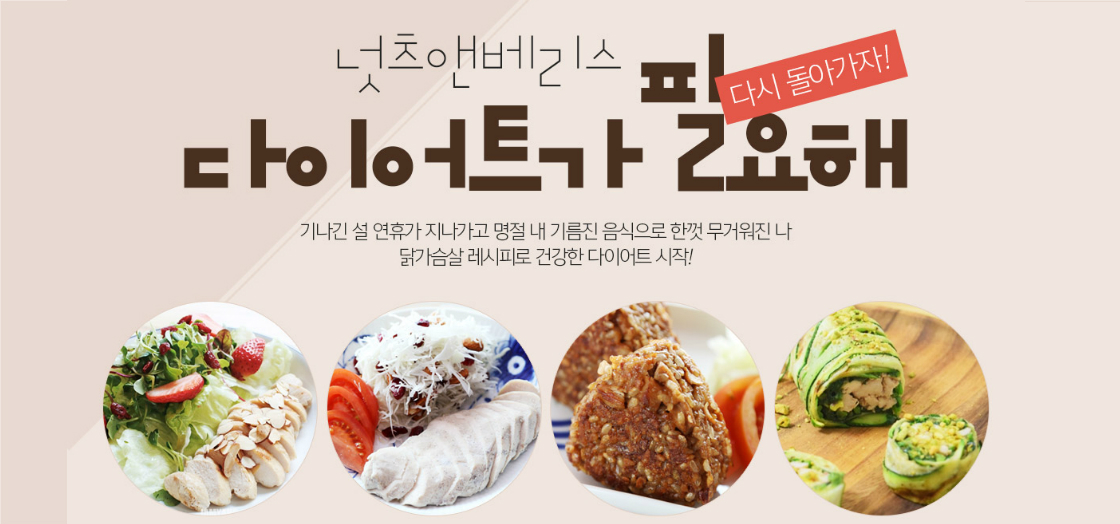 넛츠앤베리스
다시 돌아가자!
다이어트가 필요해
기나긴 설 연휴가 지나가고 명절 내 기름진 음식으로 한껏 무거워진 나
닭가슴살 레시피로 건강한 다이어트 시작!